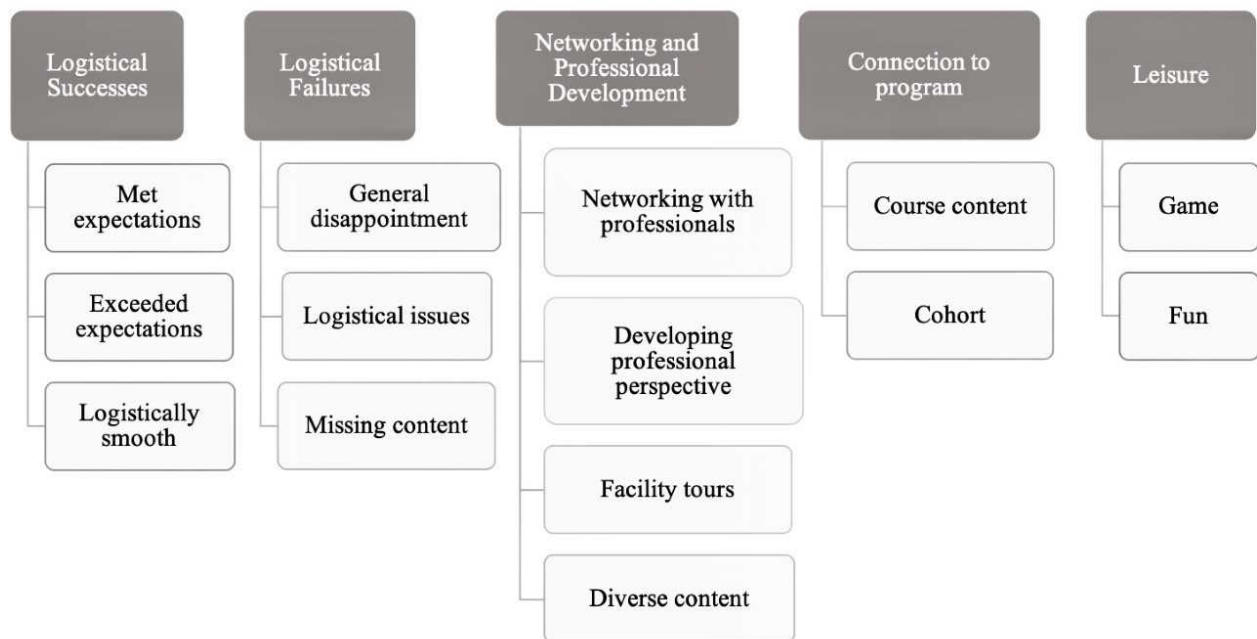 Logistical
Successes
Met
expectations
Exceeded
expectations
Logistically
smooth
Logistical
Failures
General
disappointment
Logistical issues
Missing content
Networking and
Professional
Development
Networking with
professionals
Developing
professional
perspective
Facility tours
Diverse content
Connection to
program
Course content
Cohort
Leisure
Game
Fun